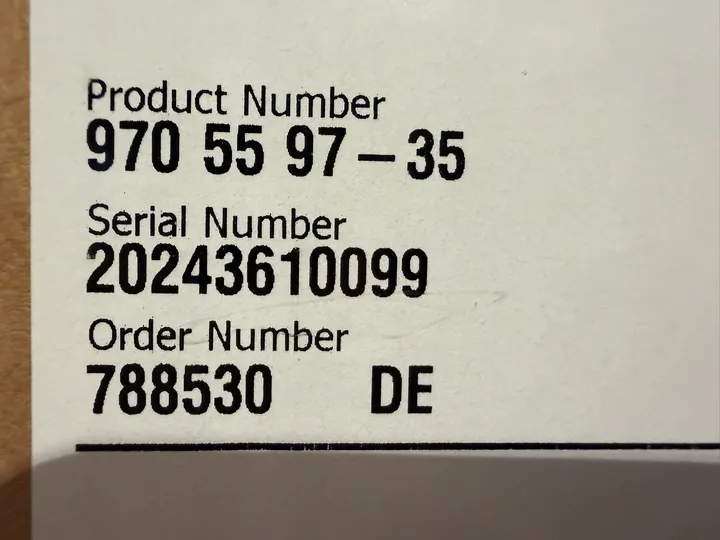 Product Number
970 55 97–35
Serial Number
20243610099
Order Number
788530 DE